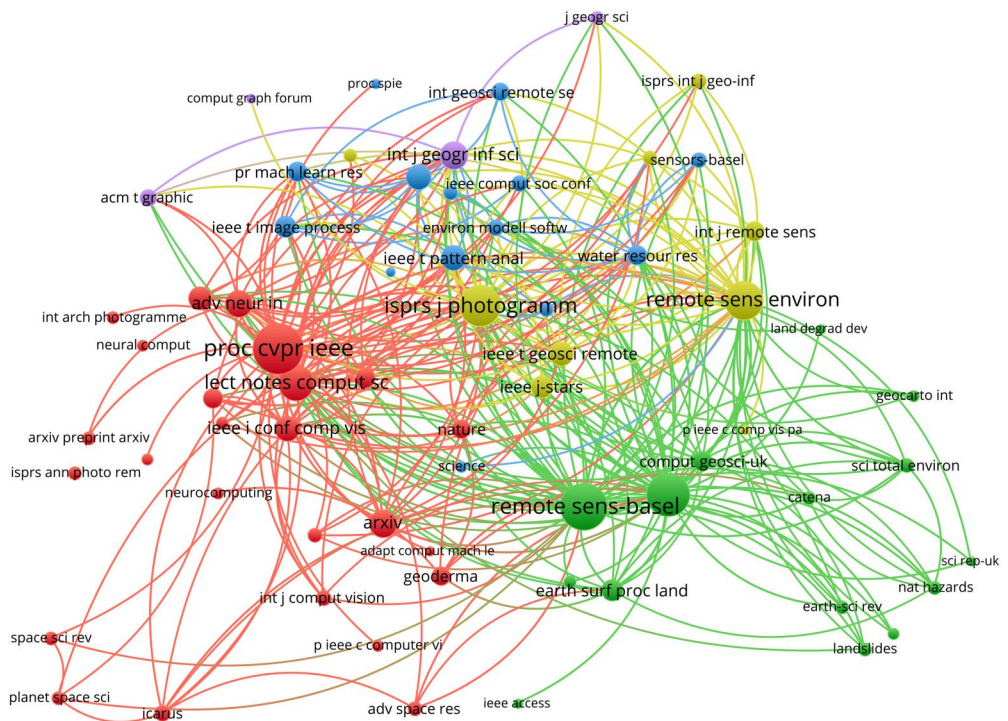 j geogr sci
isprs int j geo-inf
proc spie
comput graph forum
int geosci remote se
int j geogr inf sci
sensors-basel
pr mach learn res
ieee comput soc conf
acm t graphic
ieee t image process
environ modell softw
int j remote sens
ieee t pattern anal
water resour res
adv neur in
isprs j photogramm
remote sens environ
int arch photogramme
land degrad dev
neural comput
proc cvpr ieee
ieee t geosci remote
lect notes comput sc
ieee j-stars
geocarto int
arxiv preprint arxiv
ieee i conf comp vis
nature
p ieee c comp vis pa
isprs ann photo rem
science
comput geosci-uk
sci total environ
neurocomputing
remote sens-basel
catena
arxiv
adapt comput mach le
sci rep-uk
geoderma
earth surf proc land
nat hazards
int j comput vision
earth-sci rev
space sci rev
p ieee c computer vi
landslides
planet space sci
icarus
adv space res
ieee access